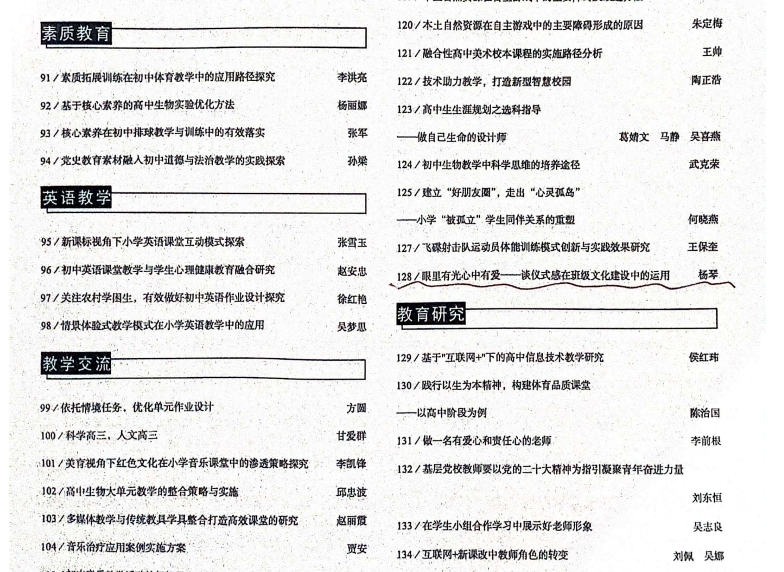 素质教育
91／素质拓展训练在初中体育教学中的应用路径探究 李洪亮
92／基于核心素养的高中生物实验优化方法 杨丽娜
93／核心素养在初中排球教学与训练中的有效落实 张军
94／党史教育素材融入初中道德与法治教学的实践探索 孙梁
英语教学
95／新课标视角下小学英语课堂互动模式探索 张雪玉
96／初中英语课堂教学与学生心理健康教育融合研究 赵安忠
97／关注农村学困生，有效做好初中英语作业设计探究 徐红艳
98／情景体验式教学模式在小学英语教学中的应用 吴梦思
教学交流
99／依托情境任务，优化单元作业设计 方圆
100／科学高三，人文高三 甘爱群
101／美育视角下红色文化在小学音乐课堂中的渗透策略探究 李凯锋
102／高中生物大单元教学的整合策略与实施 邱忠波
103／多媒体教学与传统教具学具整合打造高效课堂的研究 赵丽霞
104／音乐治疗应用案例实施方案 贾安
120／本土自然资源在自主游戏中的主要障碍形成的原因 朱定梅
121／融合性高中美术校本课程的实施路径分析 王帅
122／技术助力教学，打造新型智慧校园 陶正浩
123／高中生生涯规划之选科指导
——做自己生命的设计师 葛婧文 马静 吴喜燕
124／初中生物教学中科学思维的培养途径 武克荣
125／建立“好朋友圈”，走出“心灵孤岛”
——小学“被孤立”学生同伴关系的重塑 何晓燕
127／飞碟射击队运动员体能训练模式创新与实践效果研究 王保奎
128／眼里有光心中有爱——谈仪式感在班级文化建设中的运用 杨琴
教育研究
129／基于"互联网+"下的高中信息技术教学研究 侯红玮
130／践行以生为本精神，构建体育品质课堂
——以高中阶段为例 陈治国
131／做一名有爱心和责任心的老师 李前根
132／基层党校教师要以党的二十大精神为指引凝聚青年奋进力量
刘东恒
133／在学生小组合作学习中展示好老师形象 吴志良
134／互联网+新课改中教师角色的转变 刘佩 吴娜